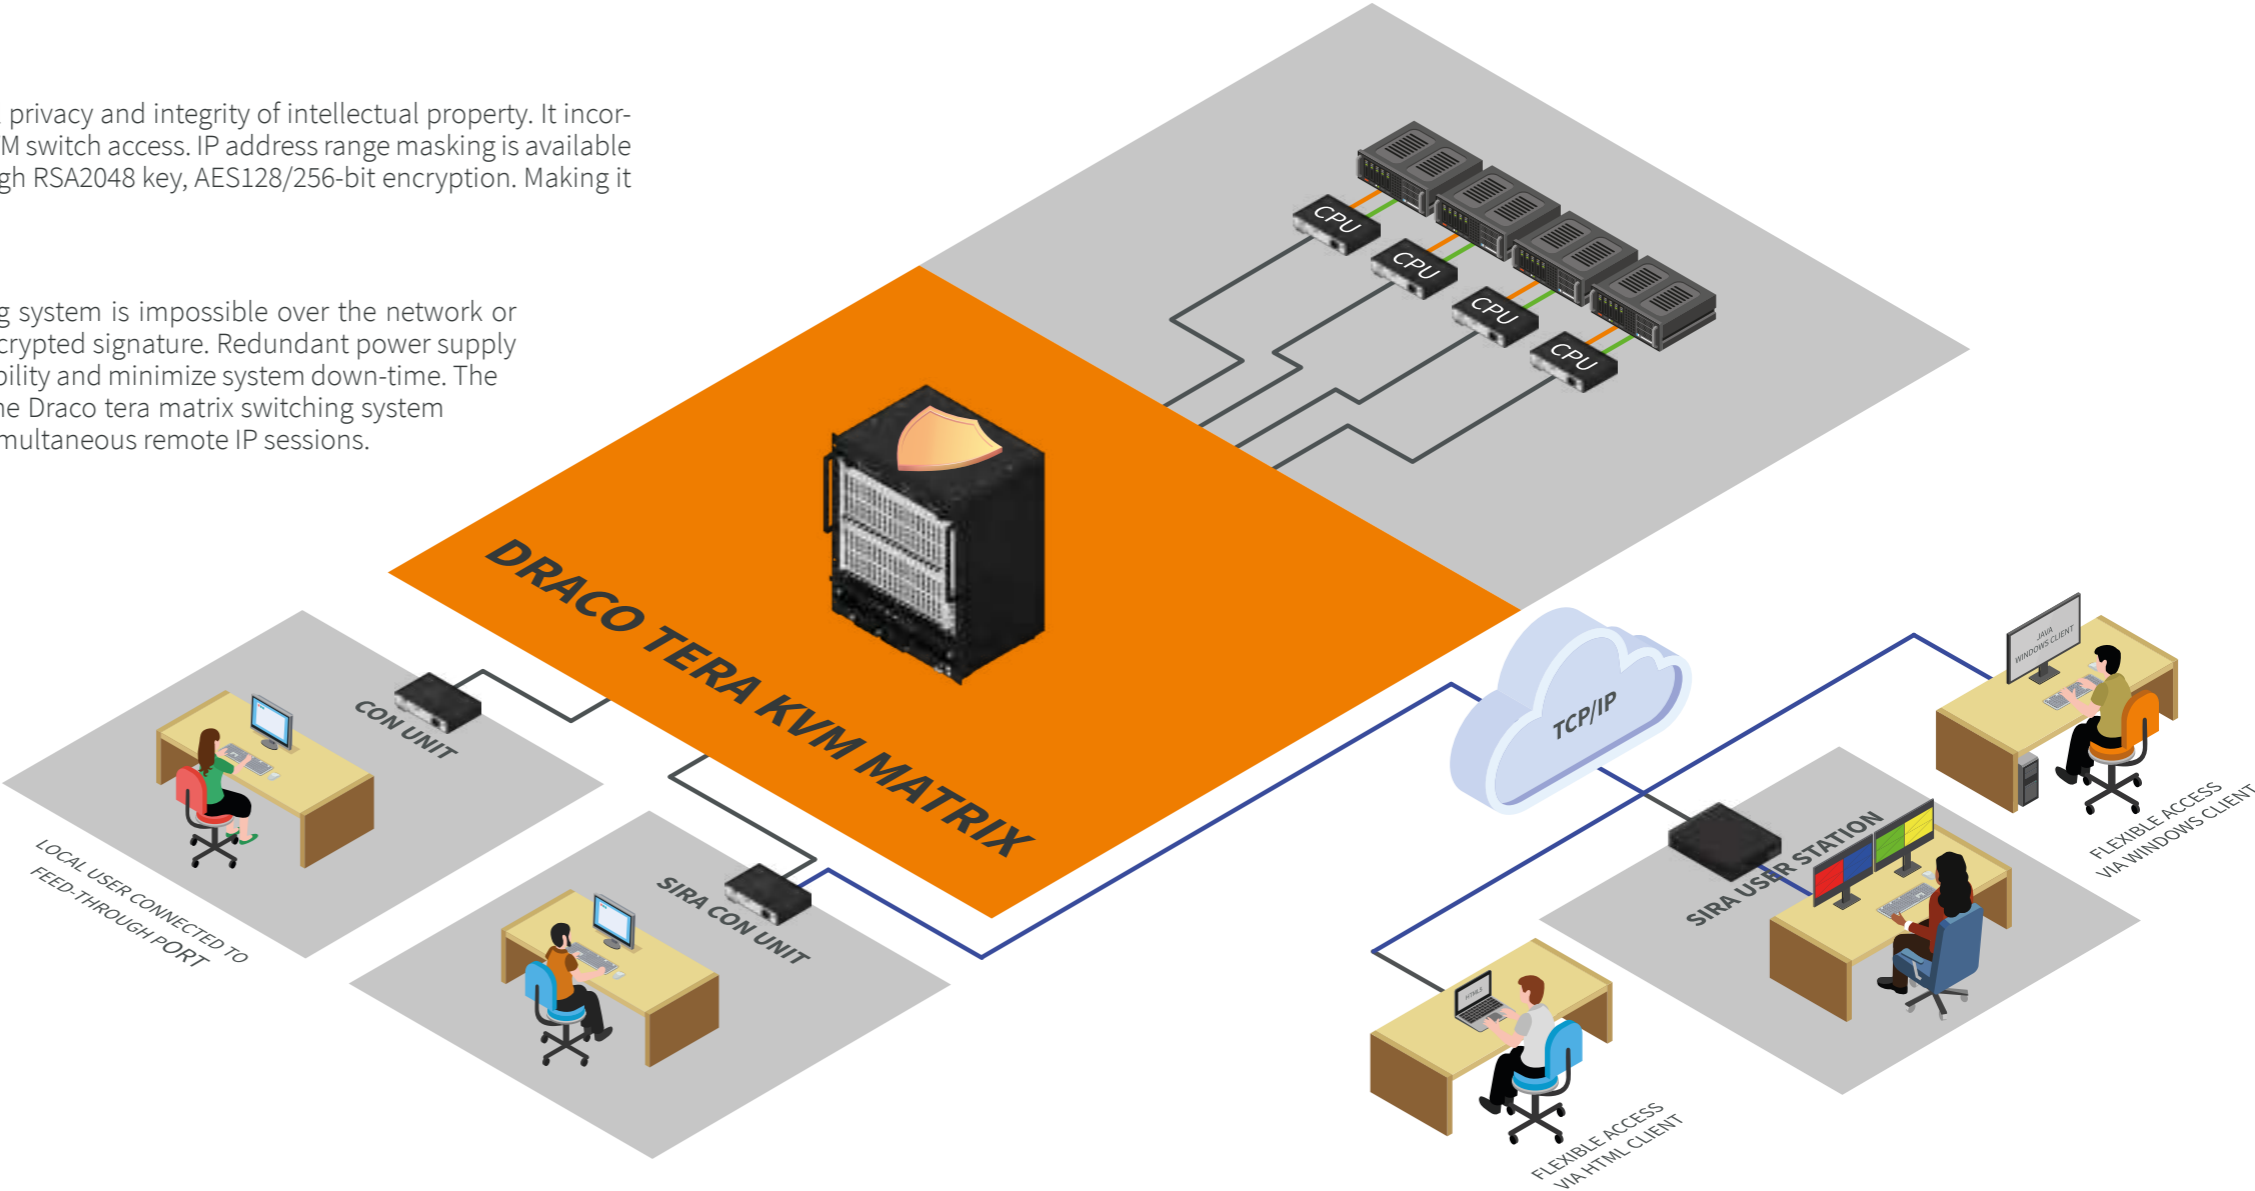 privacy and integrity of intellectual property. It incor-
M switch access. IP address range masking is available
gh RSA2048 key, AES128/256-bit encryption. Making it
g system is impossible over the network or
crypted signature. Redundant power supply
bility and minimize system down-time. The
he Draco tera matrix switching system
multaneous remote IP sessions.
CPU
CPU
CPU
CPU
DRACO TERA KVM MATRIX
CON UNIT
LOCAL USER CONNECTED TO
FEED-THROUGH PORT
SIRA CON UNIT
TCP/IP
JAVA
WINDOWS CLIENT
FLEXIBLE ACCESS
VIA WINDOWS CLIENT
SIRA USER STATION
HTML5
FLEXIBLE ACCESS
VIA HTML CLIENT